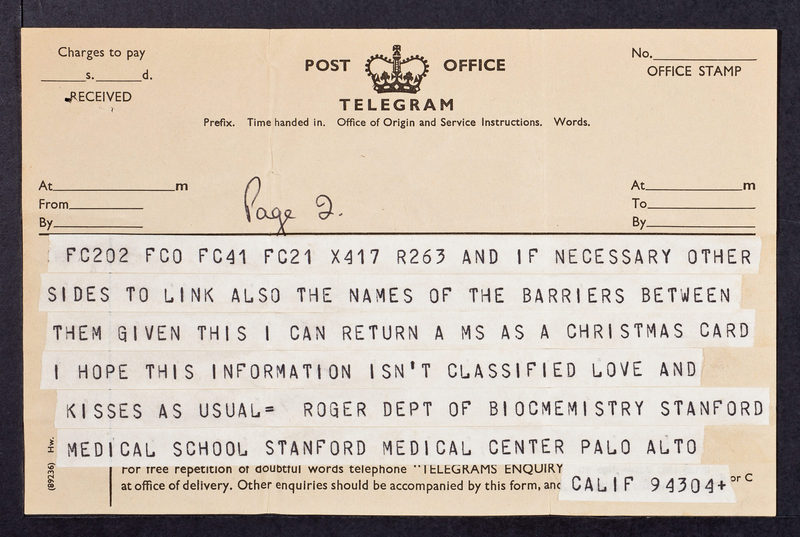 Charges to pay
s. d.
RECEIVED
POST OFFICE
TELEGRAM
Prefix. Time handed in. Office of Origin and Service Instructions. Words.
No.
OFFICE STAMP
At m
From
By
Page 2.
At m
To
By
FC202 FCO FC41 FC21 X417 R263 AND IF NECESSARY OTHER
SIDES TO LINK ALSO THE NAMES OF THE BARRIERS BETWEEN
THEM GIVEN THIS I CAN RETURN A MS AS A CHRISTMAS CARD
I HOPE THIS INFORMATION ISN'T CLASSIFIED LOVE AND
KISSES AS USUAL= ROGER DEPT OF BIOCMEMISTRY STANFORD
MEDICAL SCHOOL STANFORD MEDICAL CENTER PALO ALTO
CALIF 94304+
For free repetition of doubtful words telephone "TELEGRAMS ENQUIRY
at office of delivery. Other enquiries should be accompanied by this form, and or C
(89236) Hw.